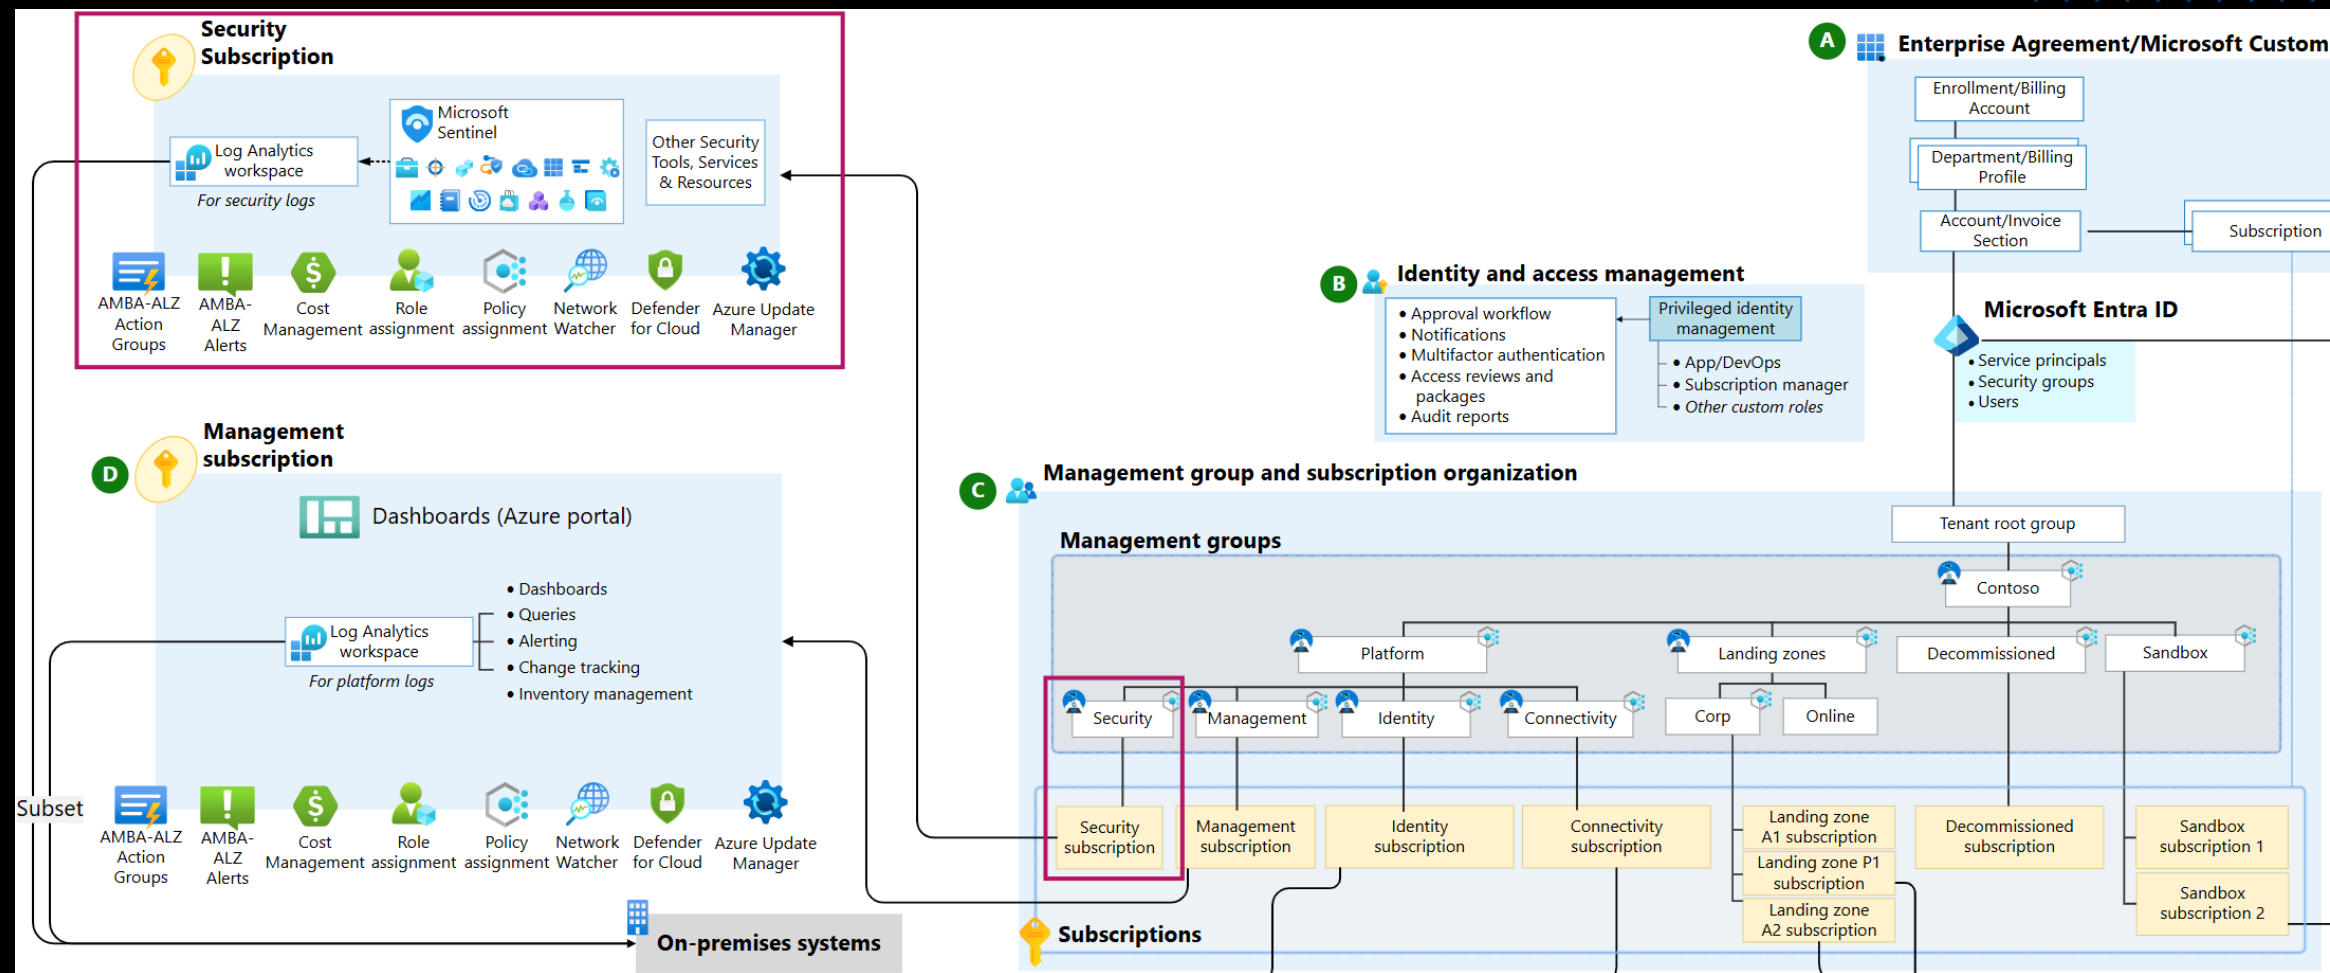 Security
Subscription
Microsoft
Sentinel
Log Analytics
workspace
For security logs
Other Security
Tools, Services
& Resources
AMBA-ALZ
Action
Groups
AMBA-
ALZ
Alerts
Cost
Management
Role
assignment
Policy
assignment
Network
Watcher
Defender
for Cloud
Azure Update
Manager
D
Management
subscription
Dashboards (Azure portal)
Log Analytics
workspace
For platform logs
• Dashboards
• Queries
• Alerting
• Change tracking
• Inventory management
Subset
AMBA-ALZ
Action
Groups
AMBA-
ALZ
Alerts
Cost
Management
Role
assignment
Policy
assignment
Network
Watcher
Defender
for Cloud
Azure Update
Manager
On-premises systems
A
Enterprise Agreement/Microsoft Custom
Enrollment/Billing
Account
Department/Billing
Profile
Account/Invoice
Section
Subscription
B
Identity and access management
• Approval workflow
• Notifications
• Multifactor authentication
• Access reviews and
packages
• Audit reports
Privileged identity
management
• App/DevOps
• Subscription manager
• Other custom roles
Microsoft Entra ID
• Service principals
• Security groups
• Users
C
Management group and subscription organization
Tenant root group
Management groups
Contoso
Platform
Landing zones
Decommissioned
Sandbox
Security
Management
Identity
Connectivity
Corp
Online
Security
subscription
Management
subscription
Identity
subscription
Connectivity
subscription
Landing zone
A1 subscription
Landing zone P1
subscription
Landing zone
A2 subscription
Decommissioned
subscription
Sandbox
subscription 1
Sandbox
subscription 2
Subscriptions